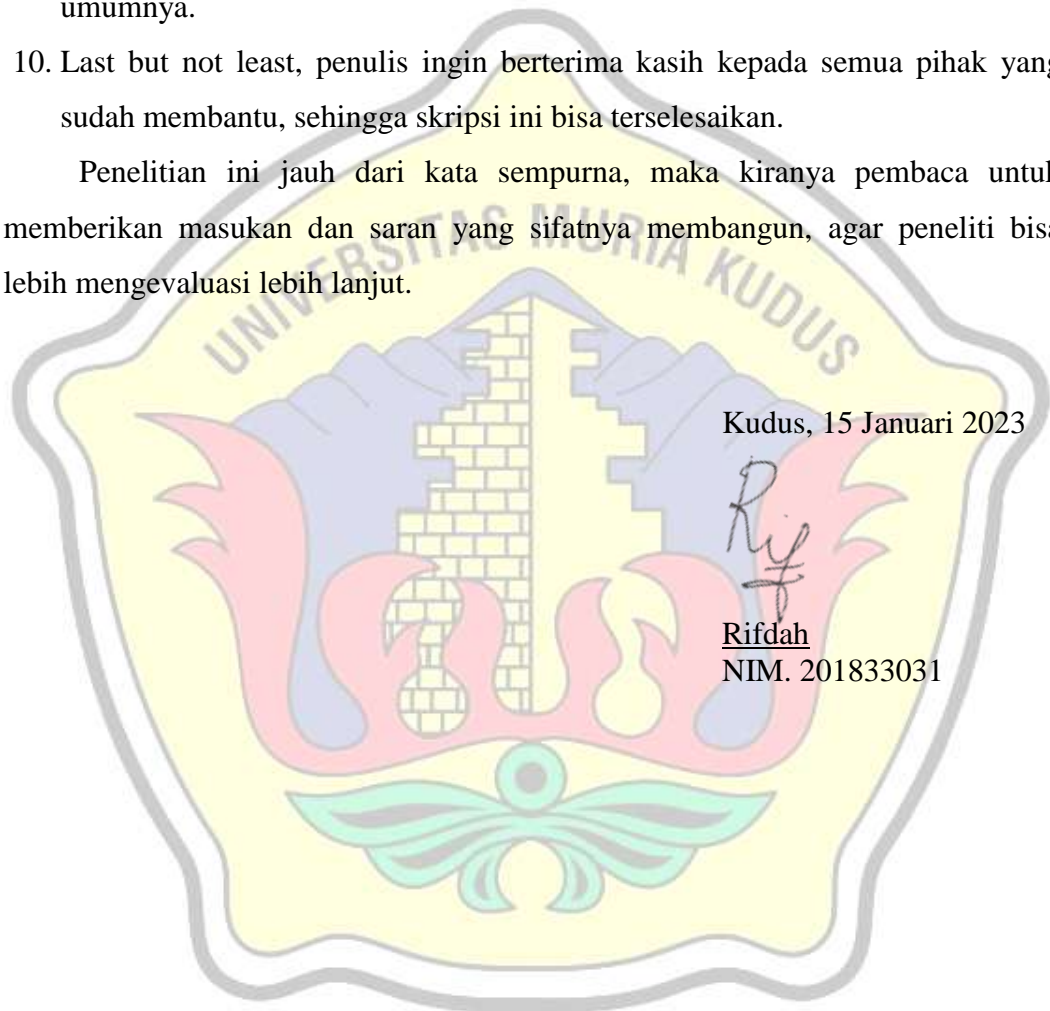 umumnya.
10. Last but not least, penulis ingin berterima kasih kepada semua pihak yang
sudah membantu, sehingga skripsi ini bisa terselesaikan.
Penelitian ini jauh dari kata sempurna, maka kiranya pembaca untuk
memberikan masukan dan saran yang sifatnya membangun, agar peneliti bisa
lebih mengevaluasi lebih lanjut.
UNIVERSITAS MURIA KUDUS
Kudus, 15 Januari 2023
Rif
Rifdah
NIM. 201833031